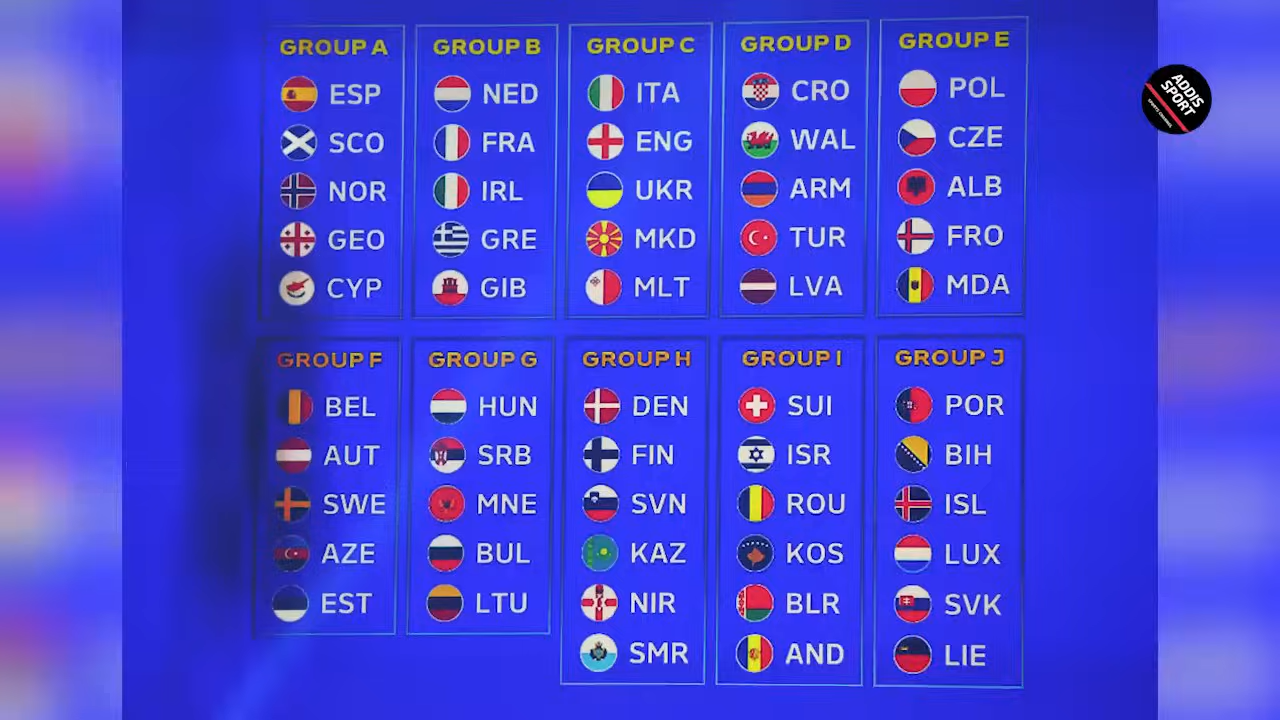 GROUP A
ESP
SCO
NOR
GEO
CYP
GROUP B
NED
FRA
IRL
GRE
GIB
GROUP C
ITA
ENG
UKR
MKD
MLT
GROUP D
CRO
WAL
ARM
TUR
LVA
GROUP E
POL
CZE
ALB
FRO
MDA
GROUP F
BEL
AUT
SWE
AZE
EST
GROUP G
HUN
SRB
MNE
BUL
LTU
GROUP H
DEN
FIN
SVN
KAZ
NIR
SMR
GROUP I
SUI
ISR
ROU
KOS
BLR
AND
GROUP J
POR
BIH
ISL
LUX
SVK
LIE
ADDIS
SPORT